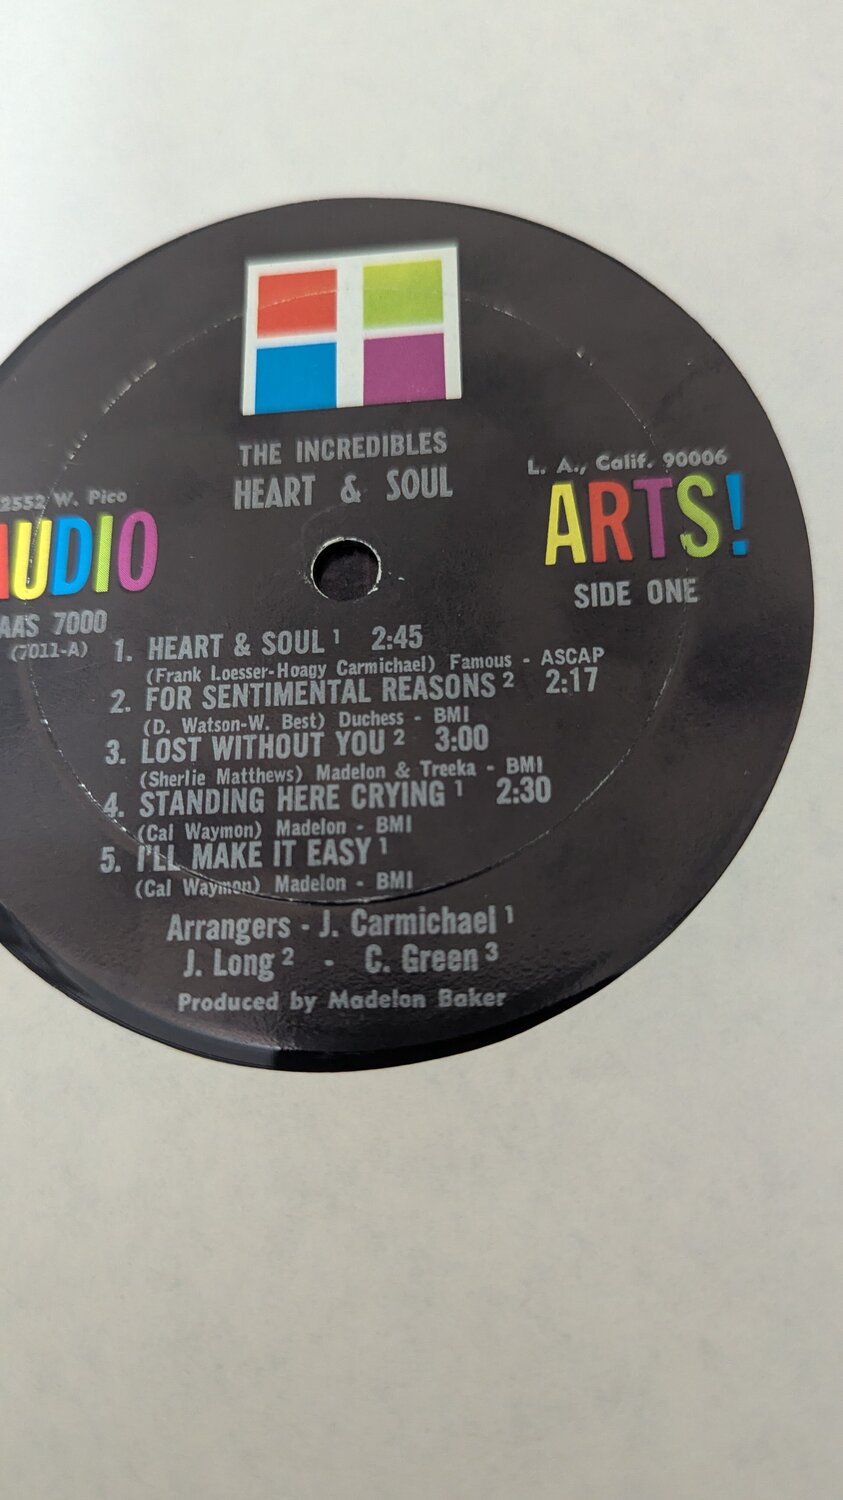 THE INCREDIBLES
HEART & SOUL
2552 W. Pico
AUDIO
AAS 7000
(7011-A)
L. A., Calif. 90006
ARTS!
SIDE ONE
1. HEART & SOUL ¹ 2:45
(Frank Loesser-Hoagy Carmichael) Famous - ASCAP
2. FOR SENTIMENTAL REASONS ² 2:17
(D. Watson-W. Best) Duchess - BMI
3. LOST WITHOUT YOU ² 3:00
(Sherlie Matthews) Madelon & Treeka - BMI
4. STANDING HERE CRYING ¹ 2:30
(Cal Waymon) Madelon - BMI
5. I'LL MAKE IT EASY ¹
(Cal Waymon) Madelon - BMI
Arrangers - J. Carmichael ¹
J. Long ² - C. Green ³
Produced by Madelon Baker